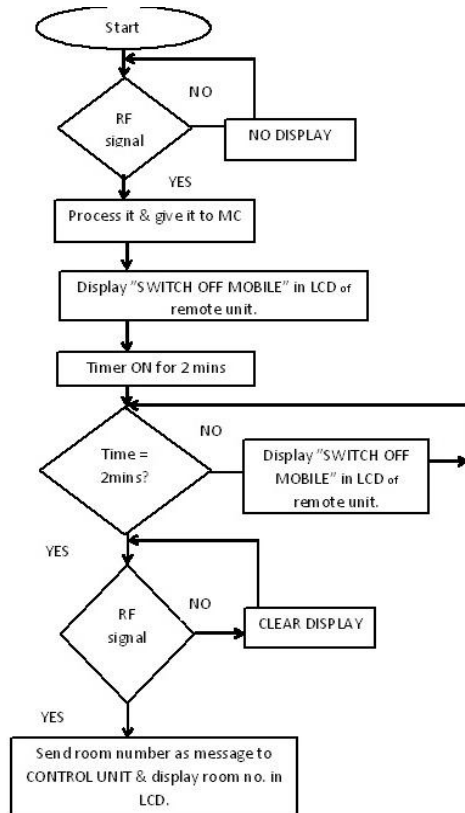 Start
NO
RF
signal
NO DISPLAY
YES
Process it & give it to MC
Display "SWITCH OFF MOBILE" in LCD of
remote unit.
Timer ON for 2 mins
NO
Time =
2mins?
Display "SWITCH OFF
MOBILE" in LCD of
remote unit.
YES
RF
signal
NO
CLEAR DISPLAY
YES
Send room number as message to
CONTROL UNIT & display room no. in
LCD.